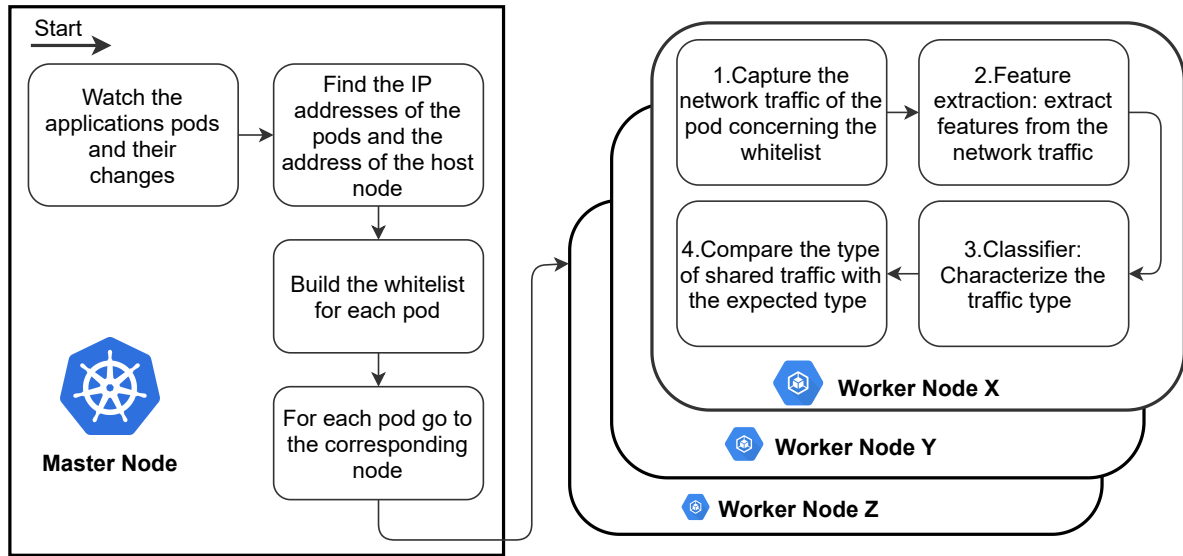 Start
Watch the
applications pods
and their
changes
Find the IP
addresses of the
pods and the
address of the host
node
Build the whitelist
for each pod
For each pod go to
the corresponding
node
Master Node
1.Capture the
network traffic of the
pod concerning the
whitelist
2.Feature
extraction: extract
features from the
network traffic
3.Classifier:
Characterize the
traffic type
4.Compare the type
of shared traffic with
the expected type
Worker Node X
Worker Node Y
Worker Node Z